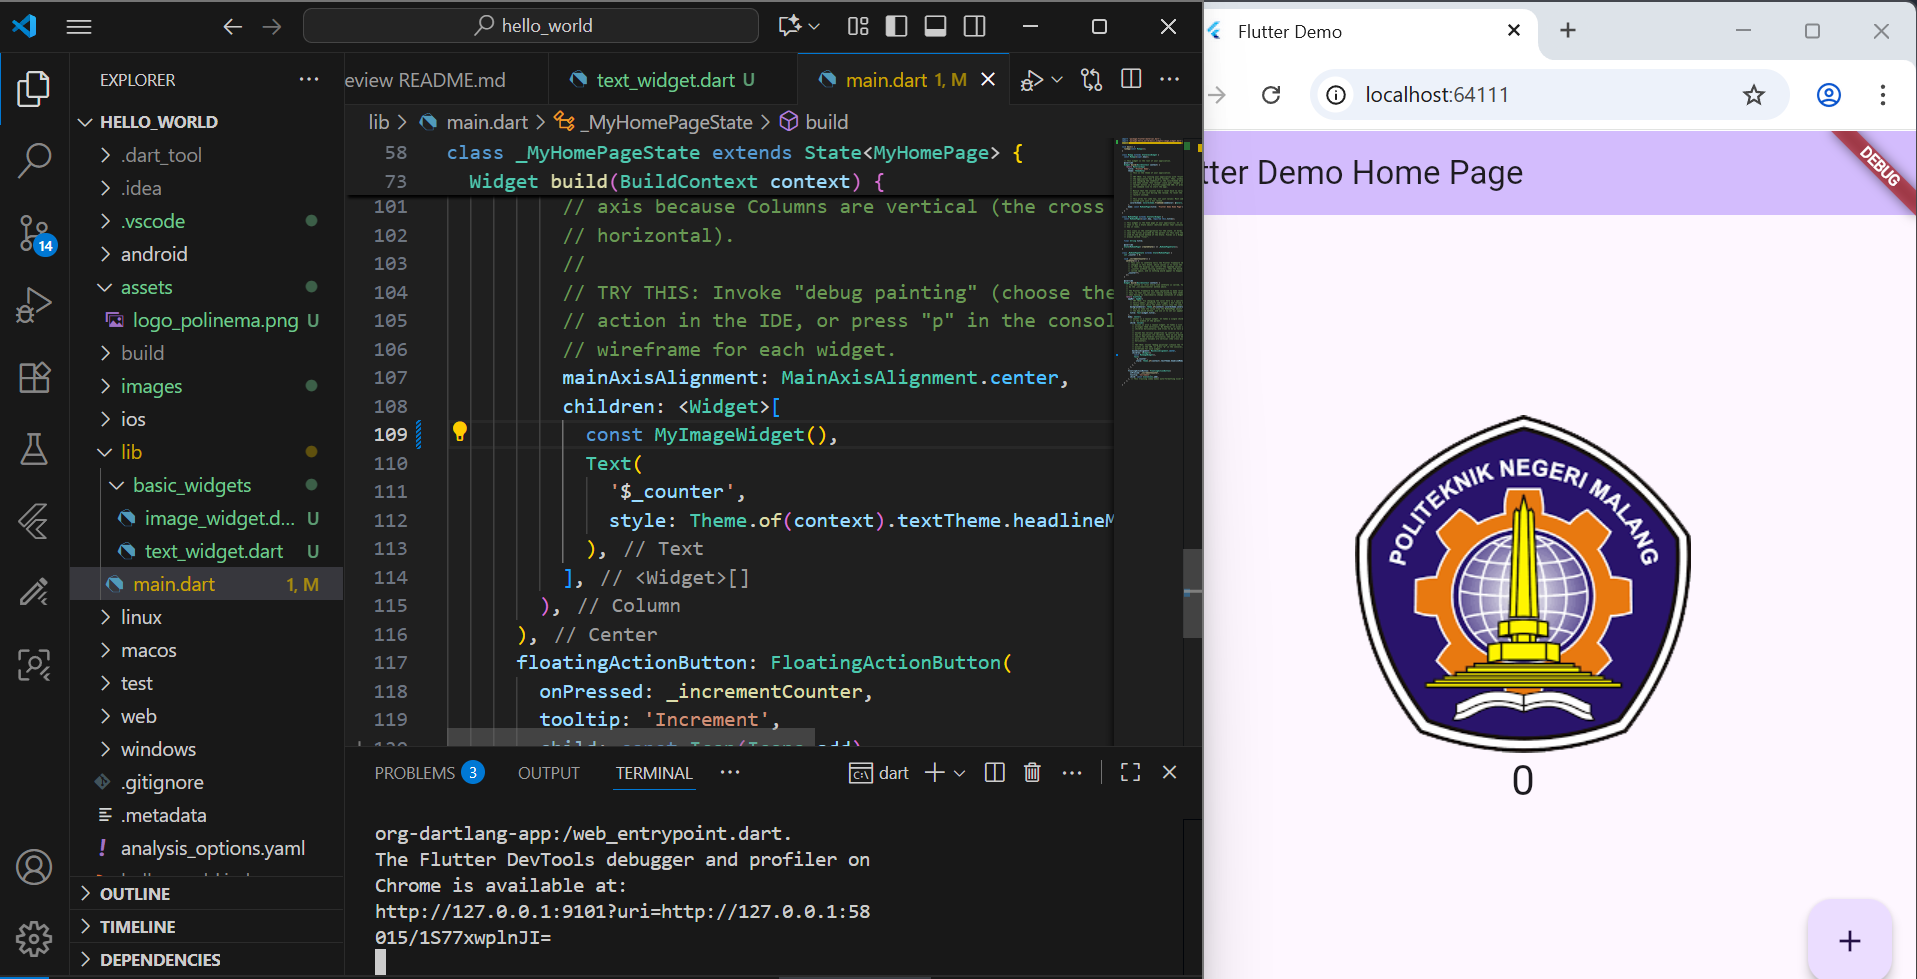 hello_world
Flutter Demo
EXPLORER
eview README.md
text_widget.dart U
main.dart 1, M
localhost:64111
HELLO_WORLD
lib > main.dart > _MyHomePageState > build
.dart_tool
.idea
.vscode
14
android
assets
logo_polinema.png U
build
images
ios
lib
basic_widgets
image_widget.d... U
text_widget.dart U
main.dart 1, M
linux
macos
test
web
windows
.gitignore
.metadata
analysis_options.yaml
OUTLINE
TIMELINE
DEPENDENCIES
58 class _MyHomePageState extends State<MyHomePage> {
73 Widget build(BuildContext context) {
101 // axis because Columns are vertical (the cross
102 // horizontal).
103 //
104 // TRY THIS: Invoke "debug painting" (choose the
105 // action in the IDE, or press "p" in the consol
106 // wireframe for each widget.
107 mainAxisAlignment: MainAxisAlignment.center,
108 children: <Widget>[
109 const MyImageWidget(),
110 Text(
111 '$_counter',
112 style: Theme.of(context).textTheme.headlineM
113 ), // Text
114 ], // <Widget>[]
115 ), // Column
116 ), // Center
117 floatingActionButton: FloatingActionButton(
118 onPressed: _incrementCounter,
119 tooltip: 'Increment',
PROBLEMS 3 OUTPUT TERMINAL
dart
org-dartlang-app:/web_entrypoint.dart.
The Flutter DevTools debugger and profiler on
Chrome is available at:
http://127.0.0.1:9101?uri=http://127.0.0.1:58
015/1S77xwplnJI=
tter Demo Home Page
DEBUG
POLITEKNIK NEGERI MALANG
0